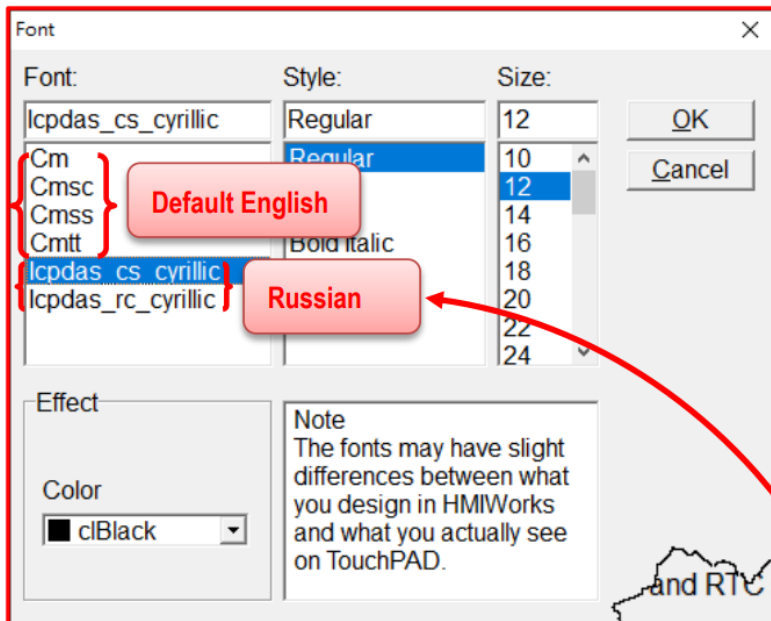 Font
Font:
Style:
Size:
Icpdas_cs_cyrillic
Regular
12
OK
Cancel
Cm
Cmsc
Cmss
Cmtt
Icpdas_cs_cyrillic
Icpdas_rc_cyrillic
Default English
Russian
Regular
Bold Italic
10
12
14
16
18
20
22
24
Effect
Color
clBlack
Note
The fonts may have slight
differences between what
you design in HMIWorks
and what you actually see
on TouchPAD.
and RTC